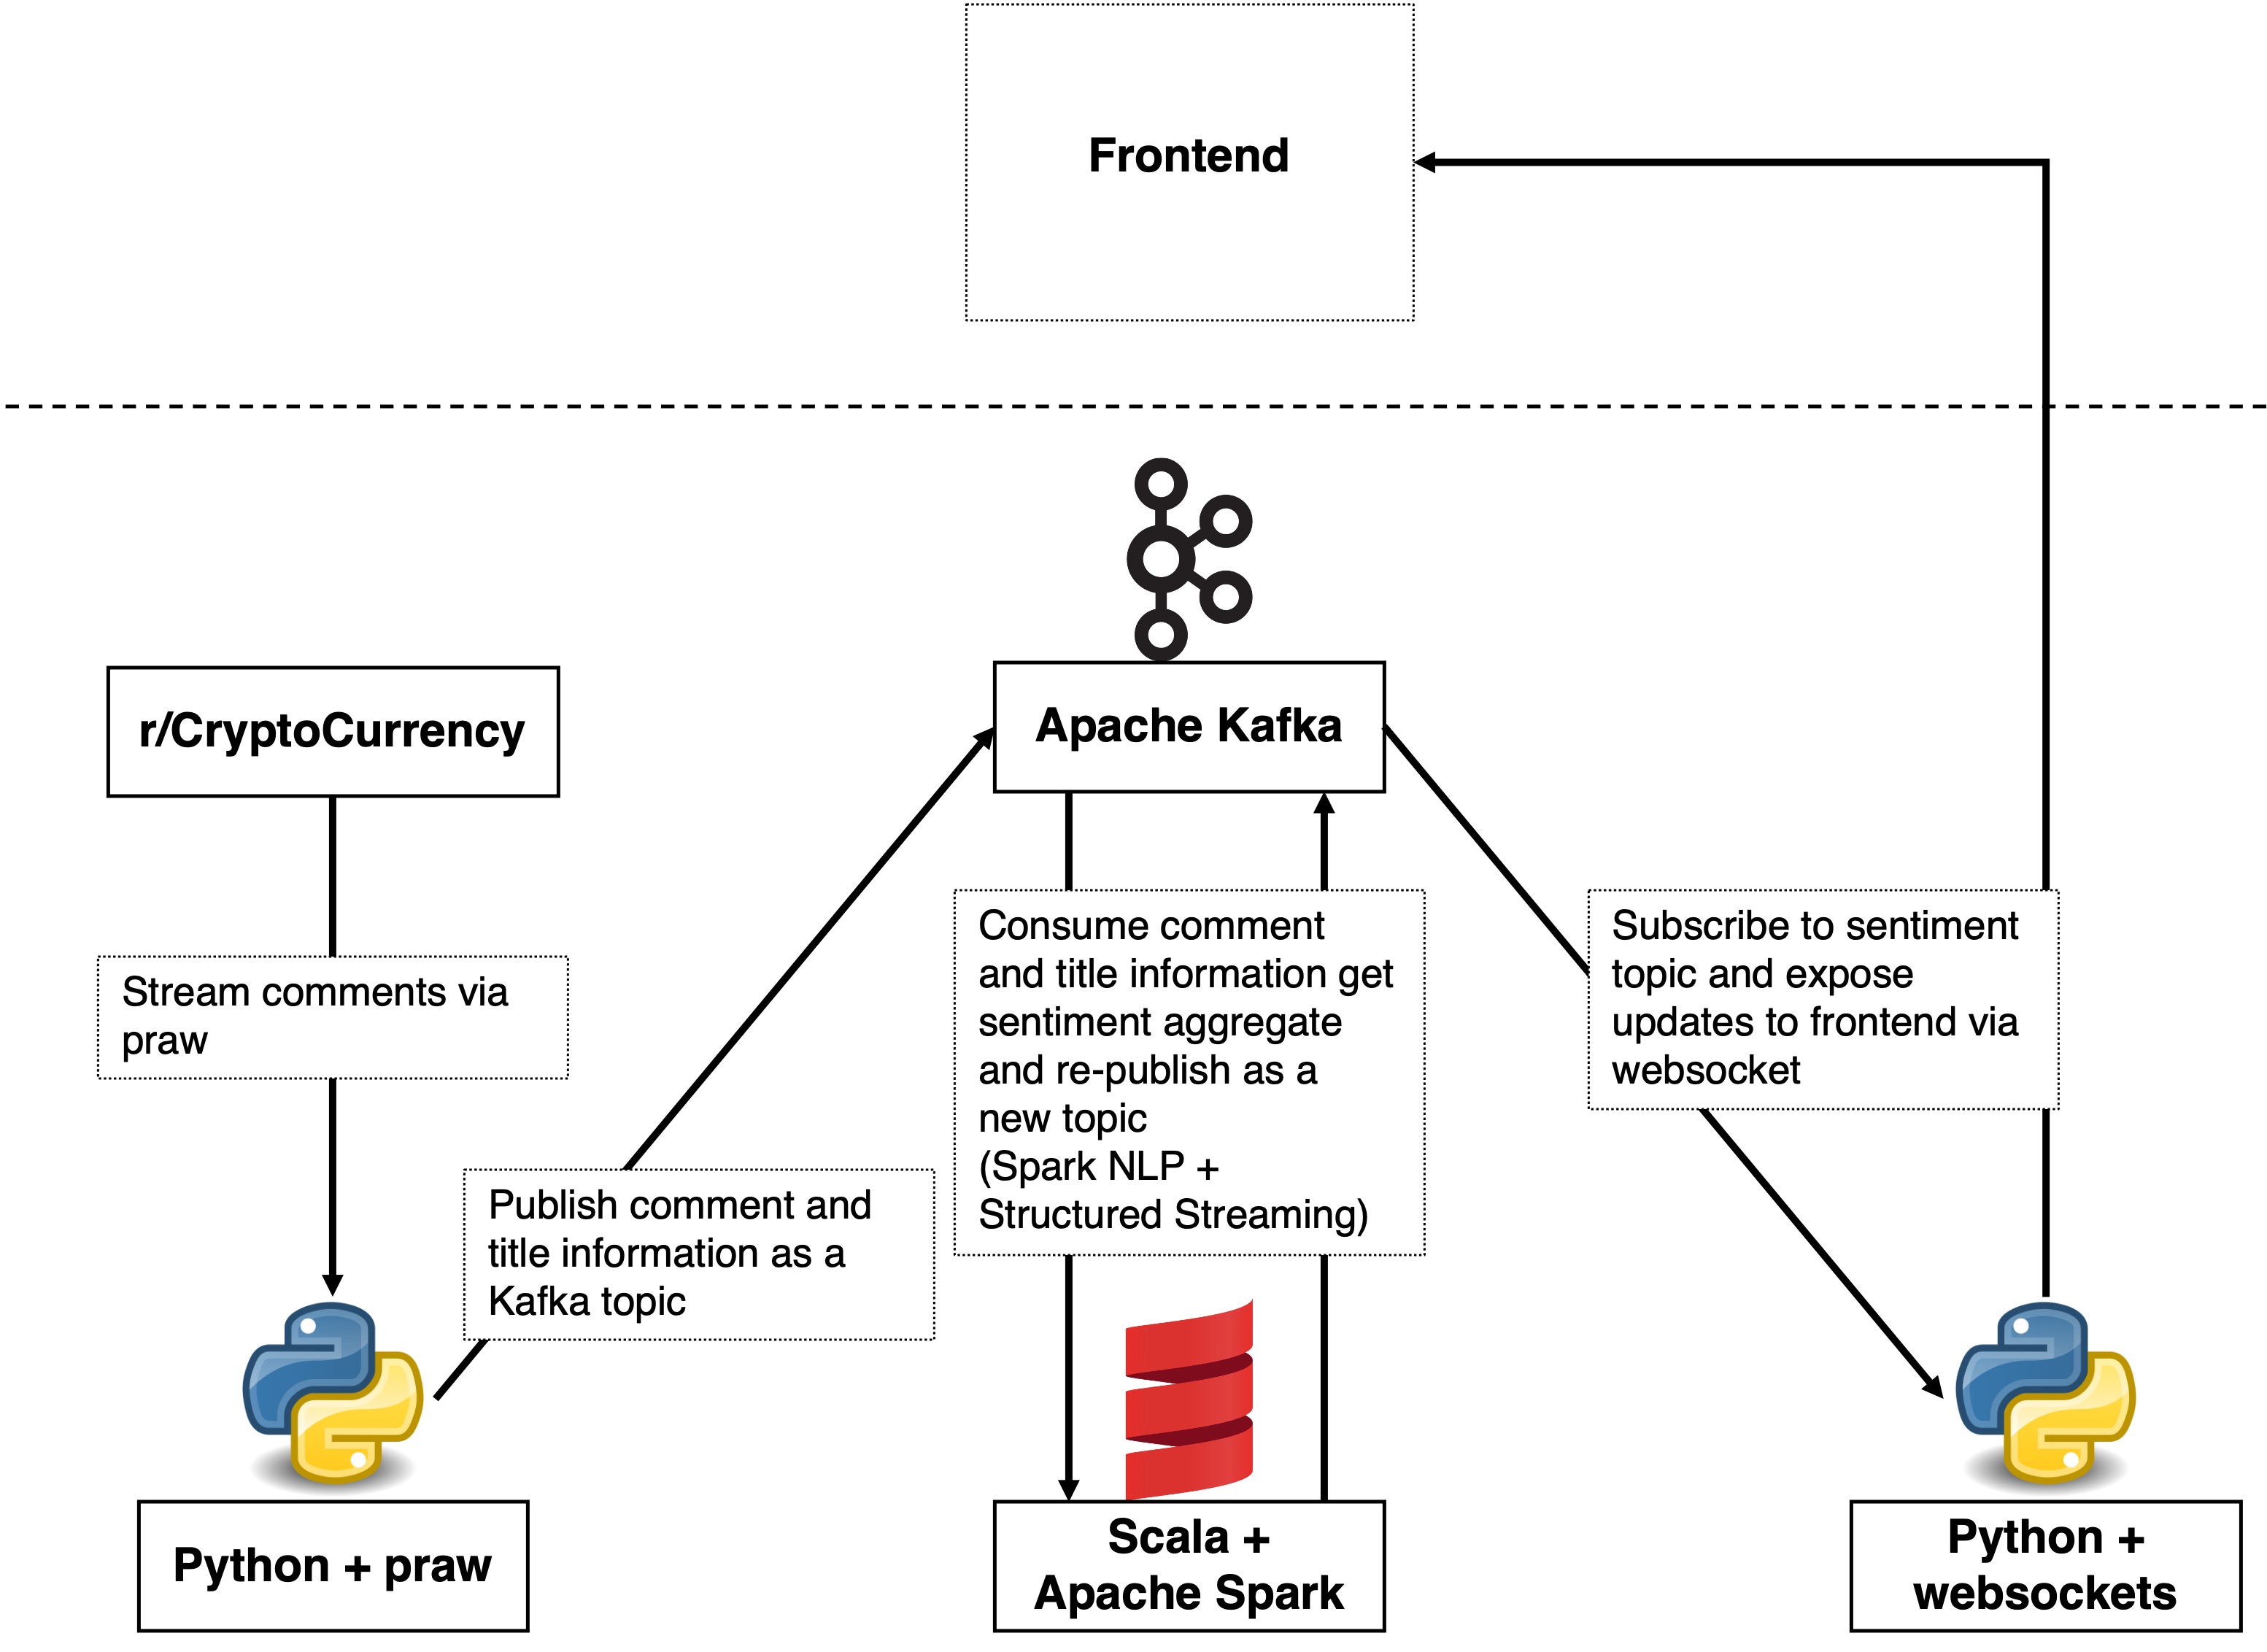 Frontend
r/CryptoCurrency
Apache Kafka
Stream comments via
praw
Publish comment and
title information as a
Kafka topic
Consume comment
and title information get
sentiment aggregate
and re-publish as a
new topic
(Spark NLP +
Structured Streaming)
Subscribe to sentiment
topic and expose
updates to frontend via
websocket
Python + praw
Scala +
Apache Spark
Python +
websockets